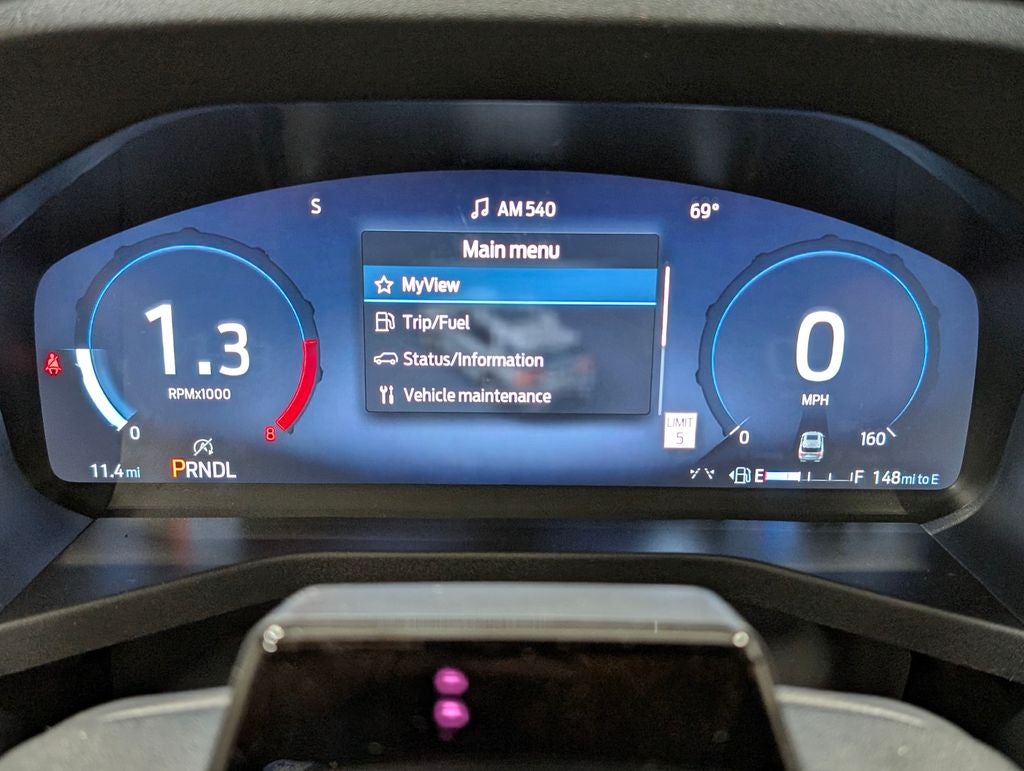 S
AM 540
69°
Main menu
MyView
Trip/Fuel
Status/Information
Vehicle maintenance
1.3
RPMx1000
0
8
0
MPH
0
160
LIMIT
5
11.4 mi
PRNDL
E
F
148 mi to E